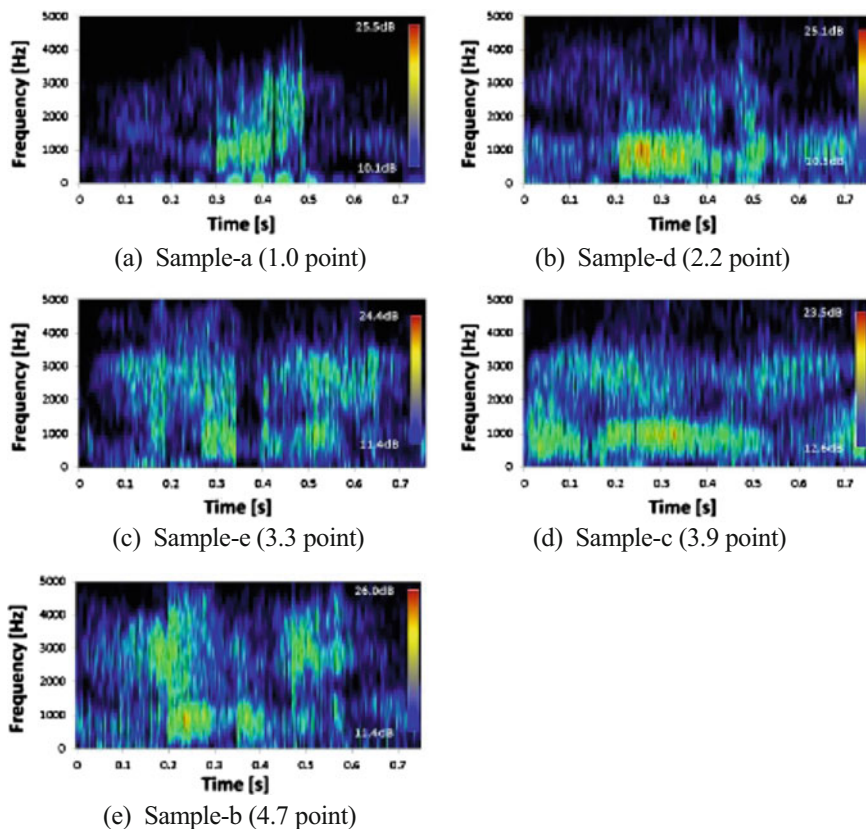 5000
4000
3000
2000
1000
0
Frequency [Hz]
25.5dB
10.1dB
0 0.1 0.2 0.3 0.4 0.5 0.6 0.7
Time [s]
(a) Sample-a (1.0 point)
5000
4000
3000
2000
1000
0
Frequency [Hz]
25.1dB
0 0.1 0.2 0.3 0.4 0.5 0.6 0.7
Time [s]
(b) Sample-d (2.2 point)
5000
4000
3000
2000
1000
0
Frequency [Hz]
24.4dB
11.4dB
0 0.1 0.2 0.3 0.4 0.5 0.6 0.7
Time [s]
(c) Sample-e (3.3 point)
5000
4000
3000
2000
1000
0
Frequency [Hz]
23.5dB
12.6dB
0 0.1 0.2 0.3 0.4 0.5 0.6 0.7
Time [s]
(d) Sample-c (3.9 point)
5000
4000
3000
2000
1000
0
Frequency [Hz]
26.0dB
11.4dB
0 0.1 0.2 0.3 0.4 0.5 0.6 0.7
Time [s]
(e) Sample-b (4.7 point)